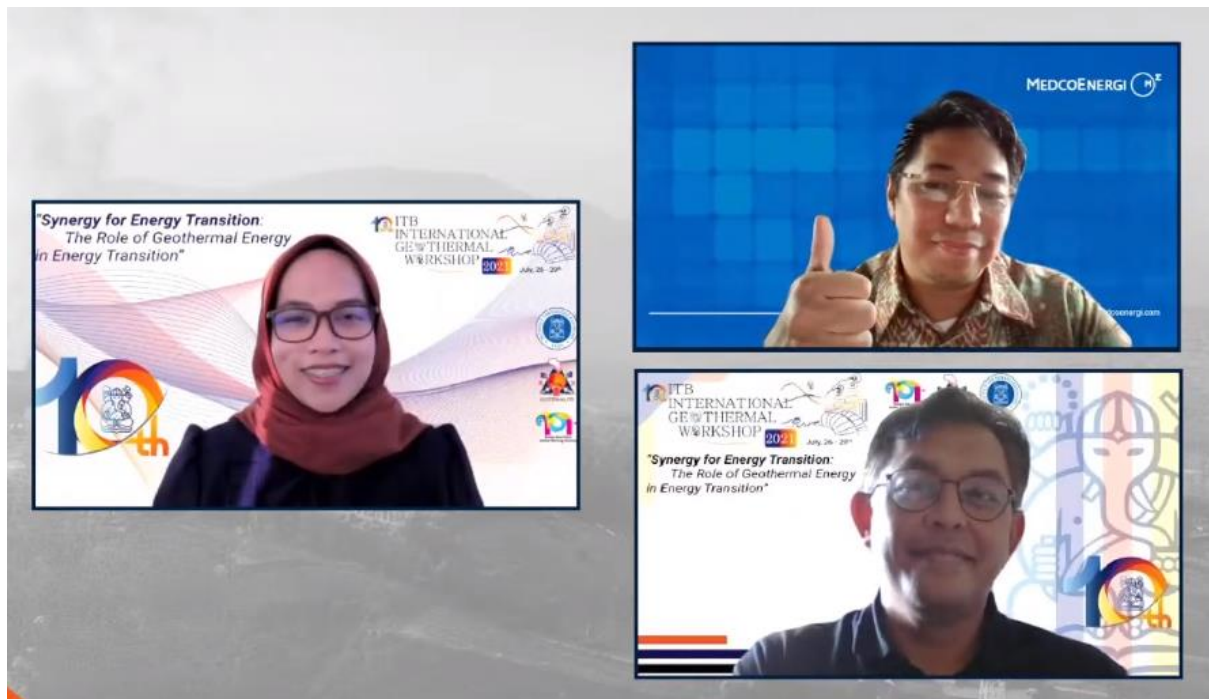 "Synergy for Energy Transition:
The Role of Geothermal Energy
in Energy Transition"
ITB
INTERNATIONAL
GEOTHERMAL
WORKSHOP 2021
July, 26 - 29th
10th
101
MEDCOENERGI
ITB
INTERNATIONAL
GEOTHERMAL
WORKSHOP 2021
July, 26 - 29th
101
"Synergy for Energy Transition:
The Role of Geothermal Energy
in Energy Transition"
10th